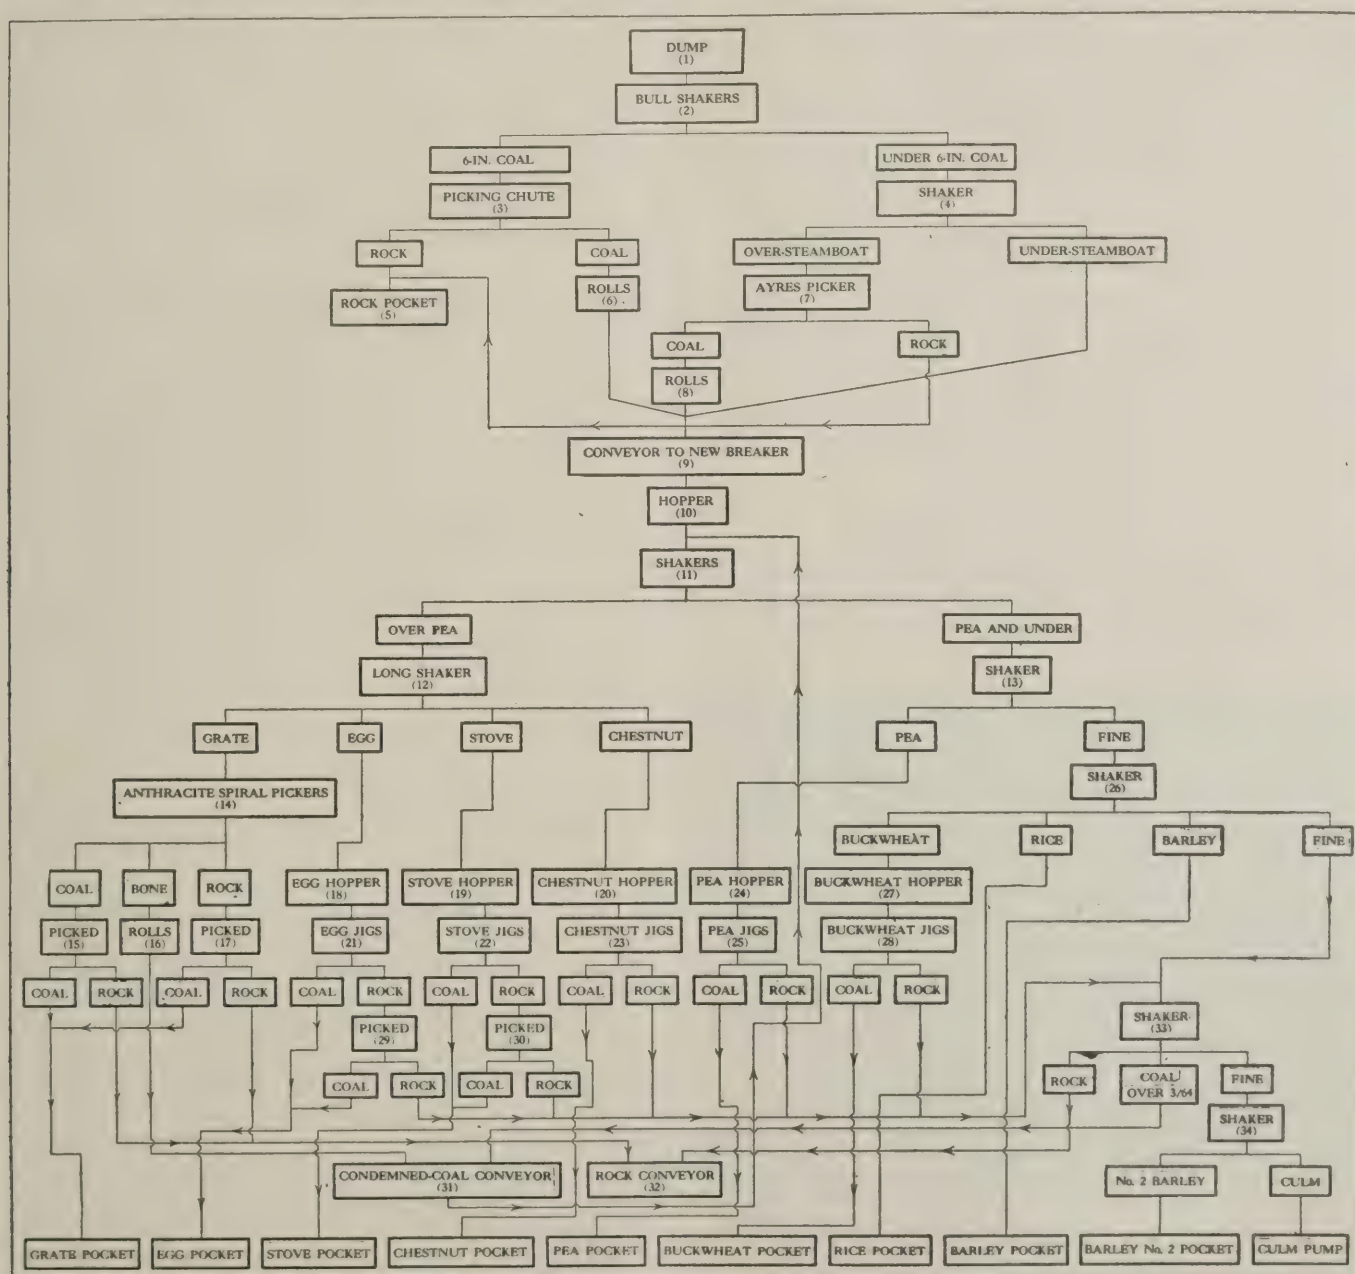 DUMP
(1)
BULL SHAKERS
(2)
6-IN. COAL
UNDER 6-IN. COAL
PICKING CHUTE
(3)
SHAKER
(4)
ROCK
COAL
OVER-STEAMBOAT
UNDER-STEAMBOAT
ROCK POCKET
(5)
ROLLS
(6)
AYRES PICKER
(7)
COAL
ROCK
ROLLS
(8)
CONVEYOR TO NEW BREAKER
(9)
HOPPER
(10)
SHAKERS
(11)
OVER PEA
PEA AND UNDER
LONG SHAKER
(12)
SHAKER
(13)
GRATE
EGG
STOVE
CHESTNUT
PEA
FINE
ANTHRACITE SPIRAL PICKERS
(14)
SHAKER
(26)
BUCKWHEAT
RICE
BARLEY
FINE
COAL
BONE
ROCK
EGG HOPPER
(18)
STOVE HOPPER
(19)
CHESTNUT HOPPER
(20)
PEA HOPPER
(24)
BUCKWHEAT HOPPER
(27)
PICKED
(15)
ROLLS
(16)
PICKED
(17)
EGG JIGS
(21)
STOVE JIGS
(22)
CHESTNUT JIGS
(23)
PEA JIGS
(25)
BUCKWHEAT JIGS
(28)
COAL
ROCK
COAL
ROCK
COAL
ROCK
COAL
ROCK
COAL
ROCK
COAL
ROCK
COAL
ROCK
PICKED
(29)
PICKED
(30)
SHAKER
(33)
COAL
ROCK
COAL
ROCK
ROCK
COAL
OVER 3/64
FINE
SHAKER
(34)
CONDEMNED-COAL CONVEYOR
(31)
ROCK CONVEYOR
(32)
No. 2 BARLEY
CULM
GRATE POCKET
EGG POCKET
STOVE POCKET
CHESTNUT POCKET
PEA POCKET
BUCKWHEAT POCKET
RICE POCKET
BARLEY POCKET
BARLEY No. 2 POCKET
CULM PUMP